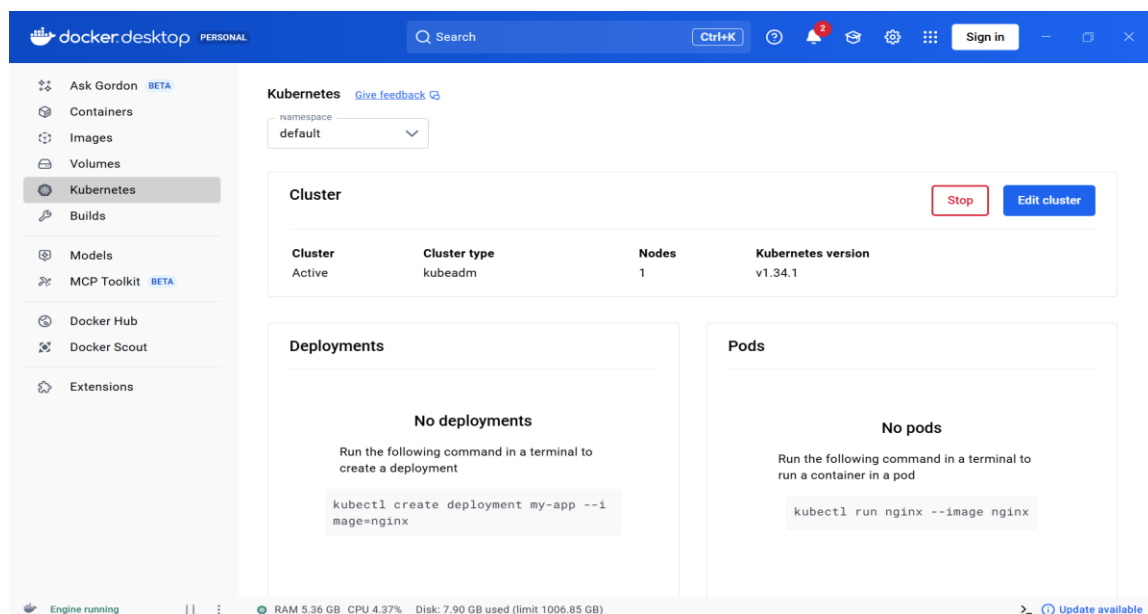 docker desktop PERSONAL
Search
Ctrl+K
2
Sign in
Ask Gordon BETA
Containers
Images
Volumes
Kubernetes
Builds
Models
MCP Toolkit BETA
Docker Hub
Docker Scout
Extensions
Kubernetes Give feedback
Namespace
default
Cluster
Stop
Edit cluster
Cluster Cluster type Nodes Kubernetes version
Active kubeadm 1 v1.34.1
Deployments
No deployments
Run the following command in a terminal to
create a deployment
kubectl create deployment my-app --i
mage=nginx
Pods
No pods
Run the following command in a terminal to
run a container in a pod
kubectl run nginx --image nginx
Engine running
RAM 5.36 GB CPU 4.37% Disk: 7.90 GB used (limit 1006.85 GB)
>_ Update available